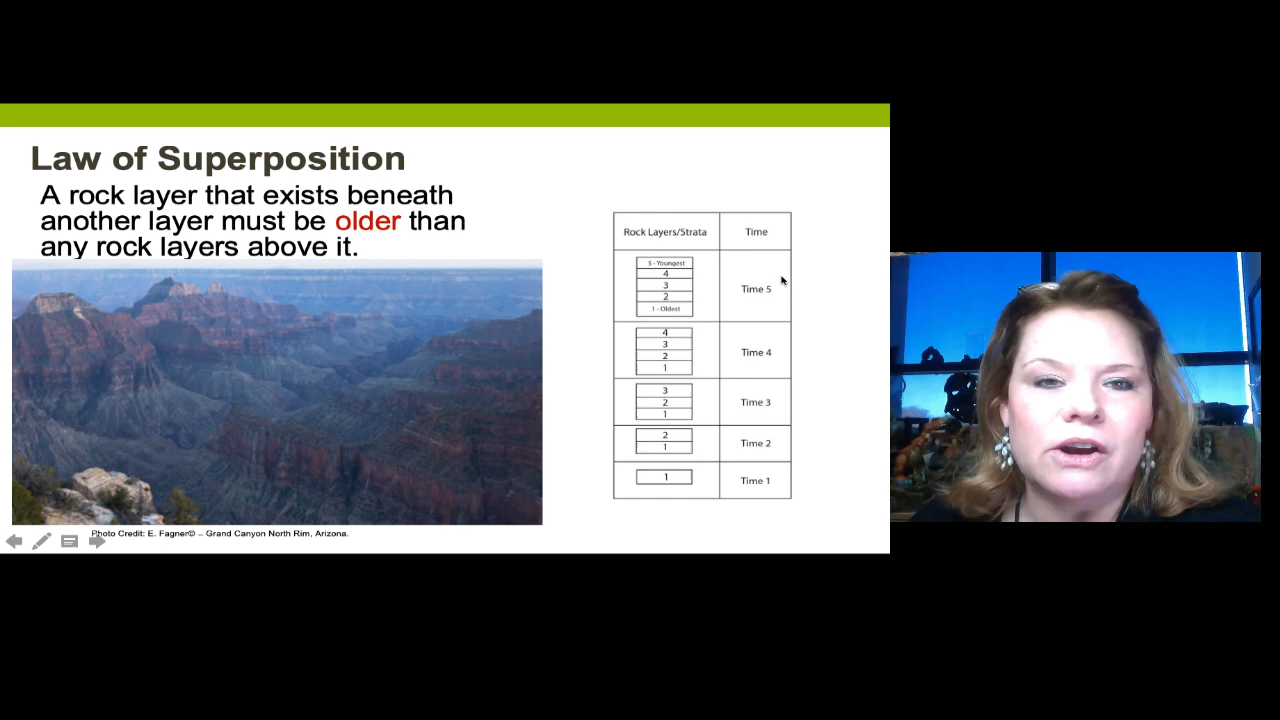 Law of Superposition
A rock layer that exists beneath
another layer must be older than
any rock layers above it.
Rock Layers/Strata Time
5 - Youngest
4
3
2
1 - Oldest
Time 5
4
3
2
1
Time 4
3
2
1
Time 3
2
1
Time 2
1
Time 1
Photo Credit: E. Fagner© – Grand Canyon North Rim, Arizona.